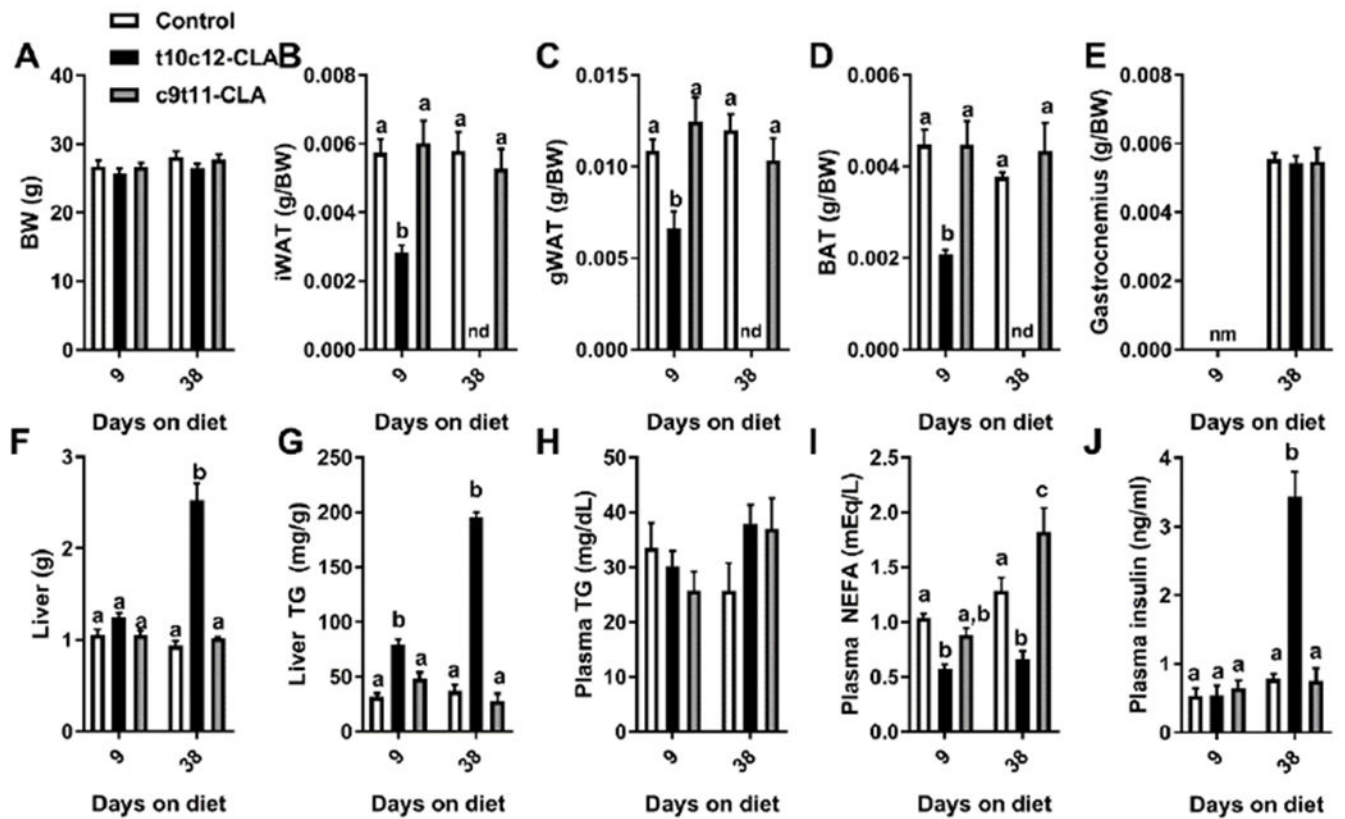 Control
t10c12-CLA
c9t11-CLA
A
BW (g)
40
30
20
10
0
9
38
Days on diet
B
iWAT (g/BW)
0.008
0.006
0.004
0.002
0.000
a
b
a
a
nd
a
9
38
Days on diet
C
gWAT (g/BW)
0.015
0.010
0.005
0.000
a
b
a
a
nd
a
9
38
Days on diet
D
BAT (g/BW)
0.006
0.004
0.002
0.000
a
b
a
a
nd
a
9
38
Days on diet
E
Gastrocnemius (g/BW)
0.008
0.006
0.004
0.002
0.000
nm
9
38
Days on diet
F
Liver (g)
3
2
1
0
a
a
a
a
b
a
9
38
Days on diet
G
Liver TG (mg/g)
250
200
150
100
50
0
a
b
a
a
b
a
9
38
Days on diet
H
Plasma TG (mg/dL)
50
40
30
20
10
0
9
38
Days on diet
I
Plasma NEFA (mEq/L)
2.5
2.0
1.5
1.0
0.5
0.0
a
b
a,b
a
b
c
9
38
Days on diet
J
Plasma insulin (ng/ml)
4
3
2
1
0
a
a
a
a
b
a
9
38
Days on diet